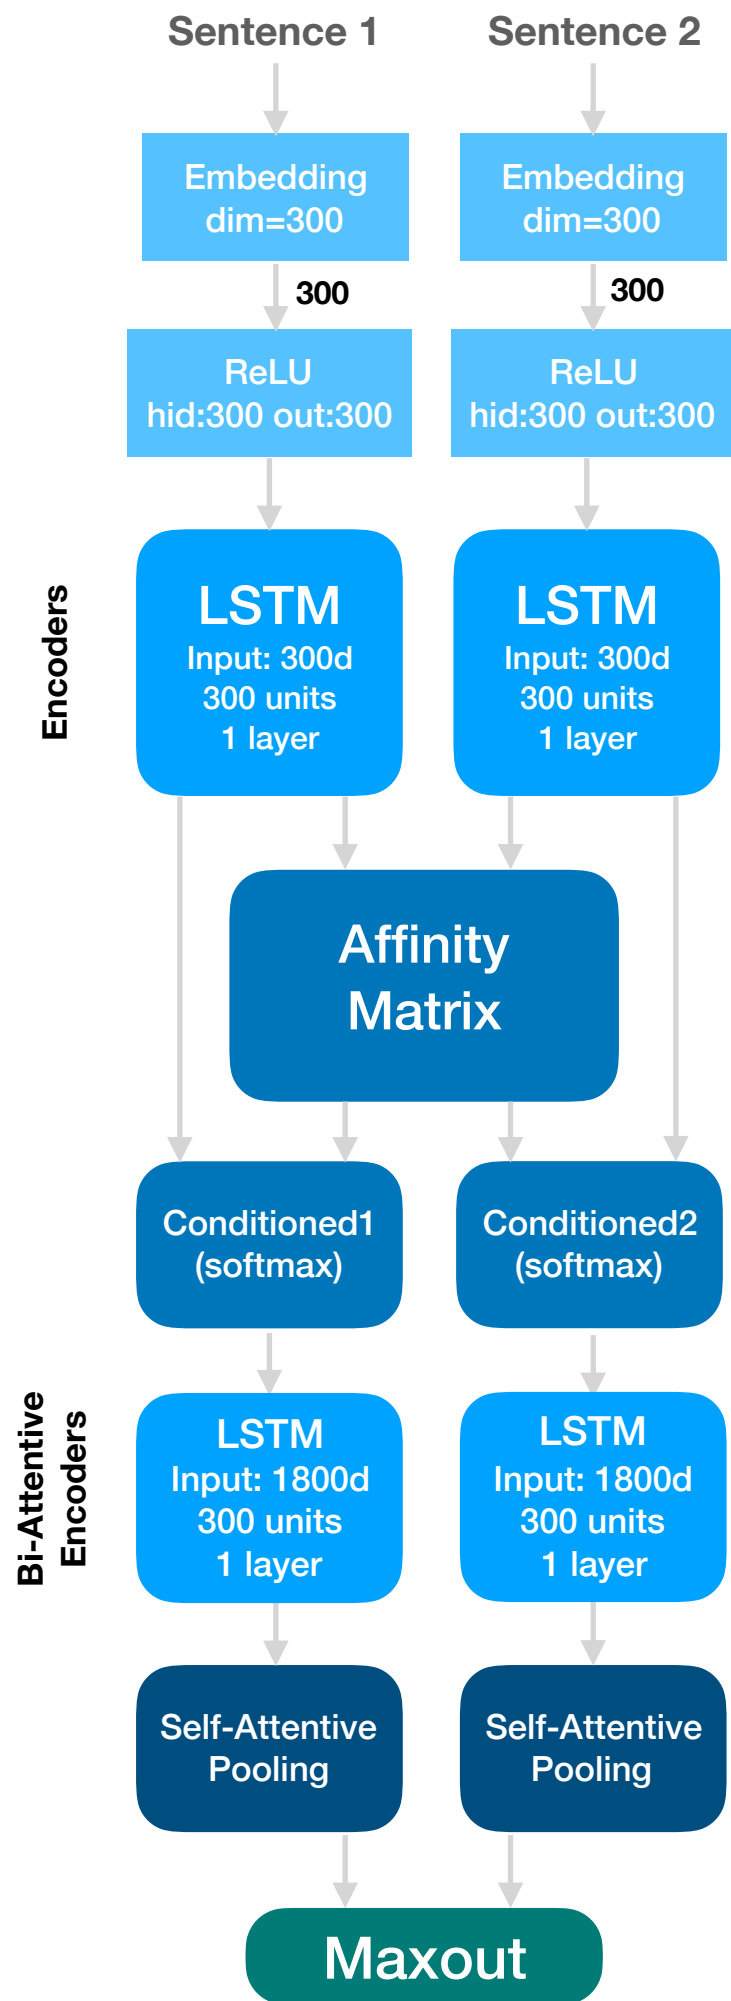 Sentence 1
Sentence 2
Embedding
dim=300
Embedding
dim=300
300
300
ReLU
hid:300 out:300
ReLU
hid:300 out:300
Encoders
LSTM
Input: 300d
300 units
1 layer
LSTM
Input: 300d
300 units
1 layer
Affinity
Matrix
Conditioned1
(softmax)
Conditioned2
(softmax)
Bi-Attentive
Encoders
LSTM
Input: 1800d
300 units
1 layer
LSTM
Input: 1800d
300 units
1 layer
Self-Attentive
Pooling
Self-Attentive
Pooling
Maxout